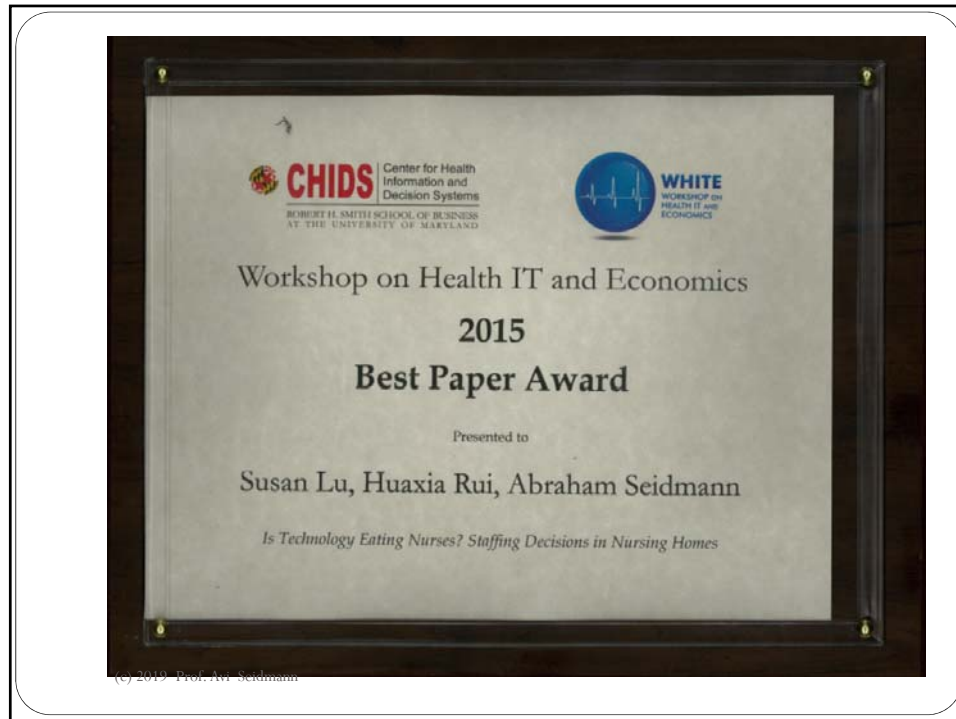 CHIDS
Center for Health
Information and
Decision Systems
ROBERT H. SMITH SCHOOL OF BUSINESS
AT THE UNIVERSITY OF MARYLAND
WHITE
WORKSHOP ON
HEALTH IT AND
ECONOMICS
Workshop on Health IT and Economics
2015
Best Paper Award
Presented to
Susan Lu, Huaxia Rui, Abraham Seidmann
Is Technology Eating Nurses? Staffing Decisions in Nursing Homes
(c) 2019 Prof. Avi Seidmann